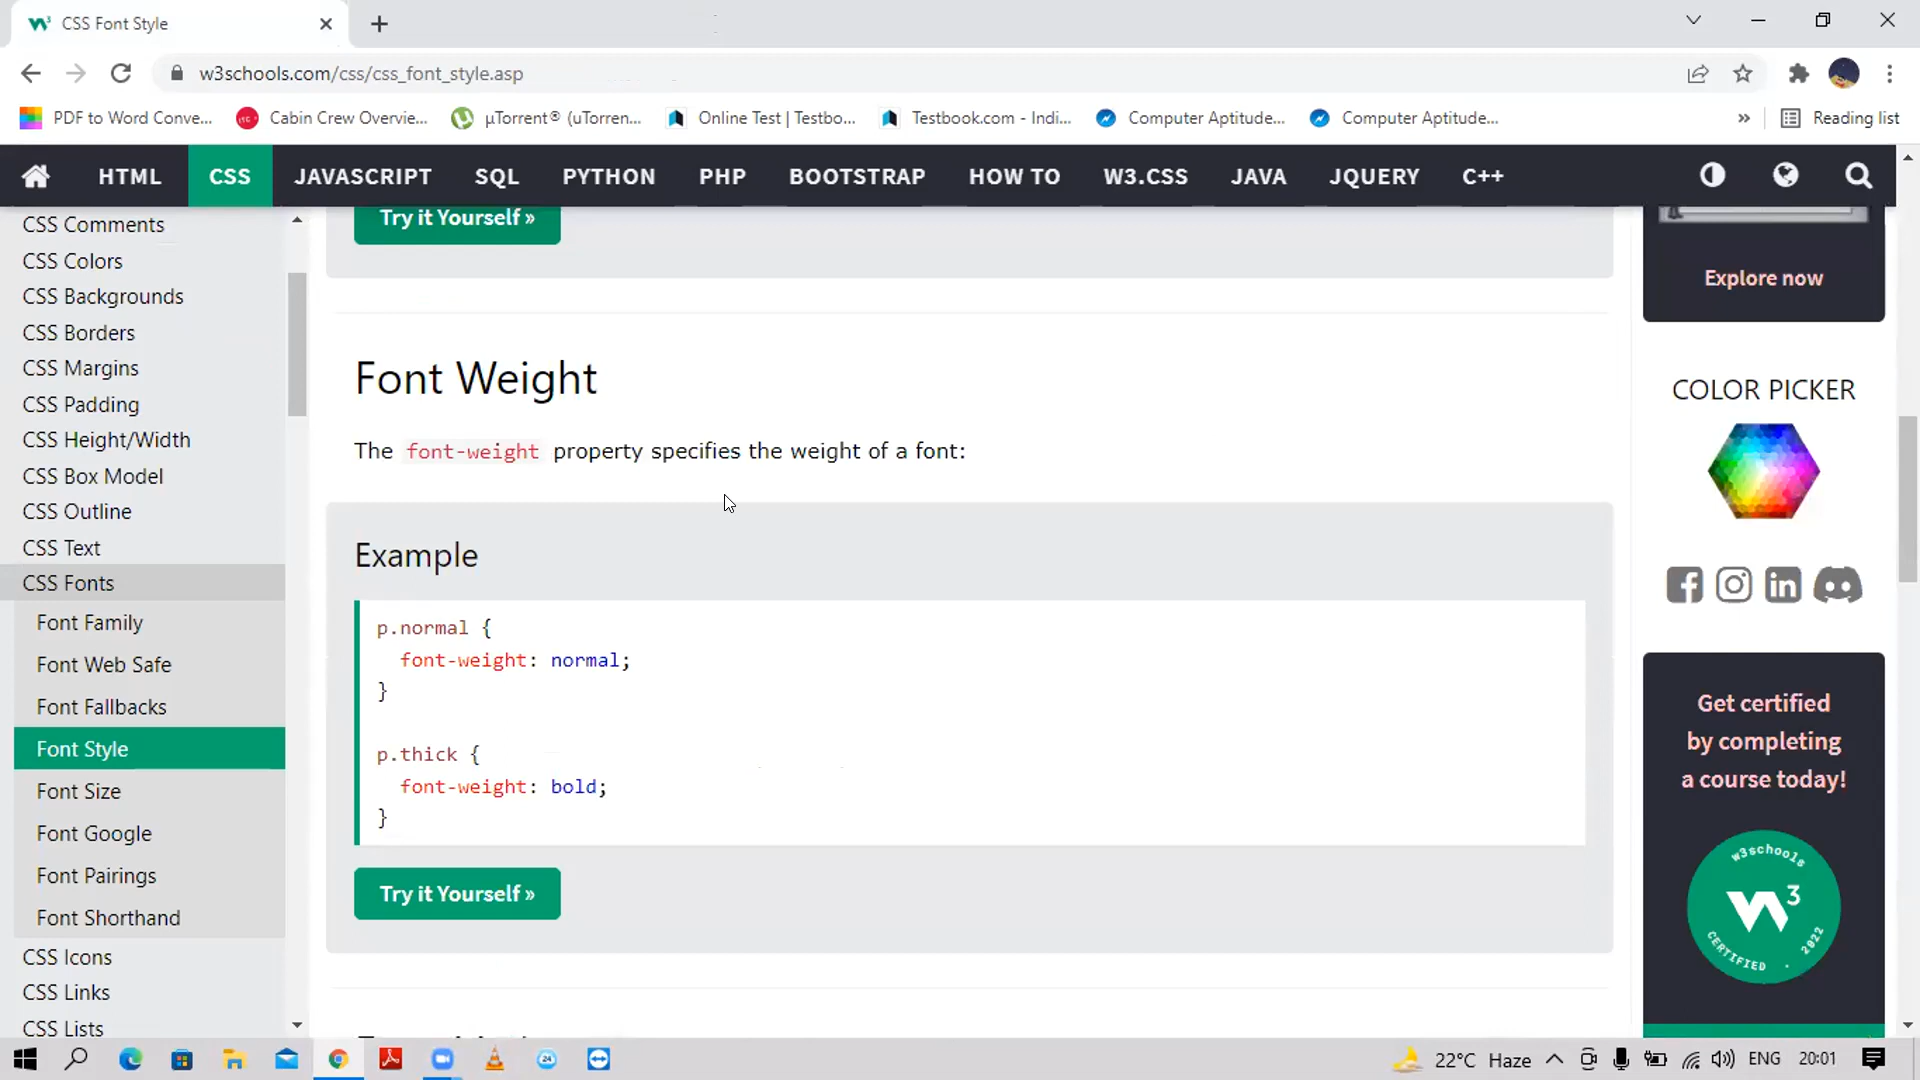 CSS Font Style
w3schools.com/css/css_font_style.asp
PDF to Word Conve...
Cabin Crew Overvie...
µTorrent® (uTorren...
Online Test | Testbo...
Testbook.com - Indi...
Computer Aptitude...
Computer Aptitude...
»
Reading list
HTML
CSS
JAVASCRIPT
SQL
PYTHON
PHP
BOOTSTRAP
HOW TO
W3.CSS
JAVA
JQUERY
C++
CSS Comments
CSS Colors
CSS Backgrounds
CSS Borders
CSS Margins
CSS Padding
CSS Height/Width
CSS Box Model
CSS Outline
CSS Text
CSS Fonts
Font Family
Font Web Safe
Font Fallbacks
Font Style
Font Size
Font Google
Font Pairings
Font Shorthand
CSS Icons
CSS Links
CSS Lists
Try it Yourself »
Font Weight
The font-weight property specifies the weight of a font:
Example
p.normal {
font-weight: normal;
}
p.thick {
font-weight: bold;
}
Try it Yourself »
Explore now
COLOR PICKER
Get certified
by completing
a course today!
w3schools
W3
CERTIFIED . 2022
24
22°C Haze
ENG
20:01